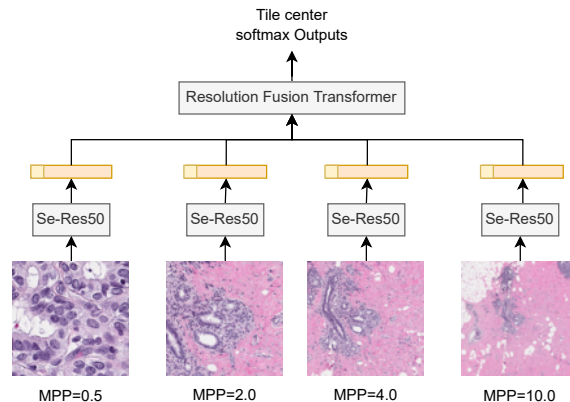 Tile center
softmax Outputs
Resolution Fusion Transformer
Se-Res50 Se-Res50 Se-Res50 Se-Res50
MPP=0.5 MPP=2.0 MPP=4.0 MPP=10.0